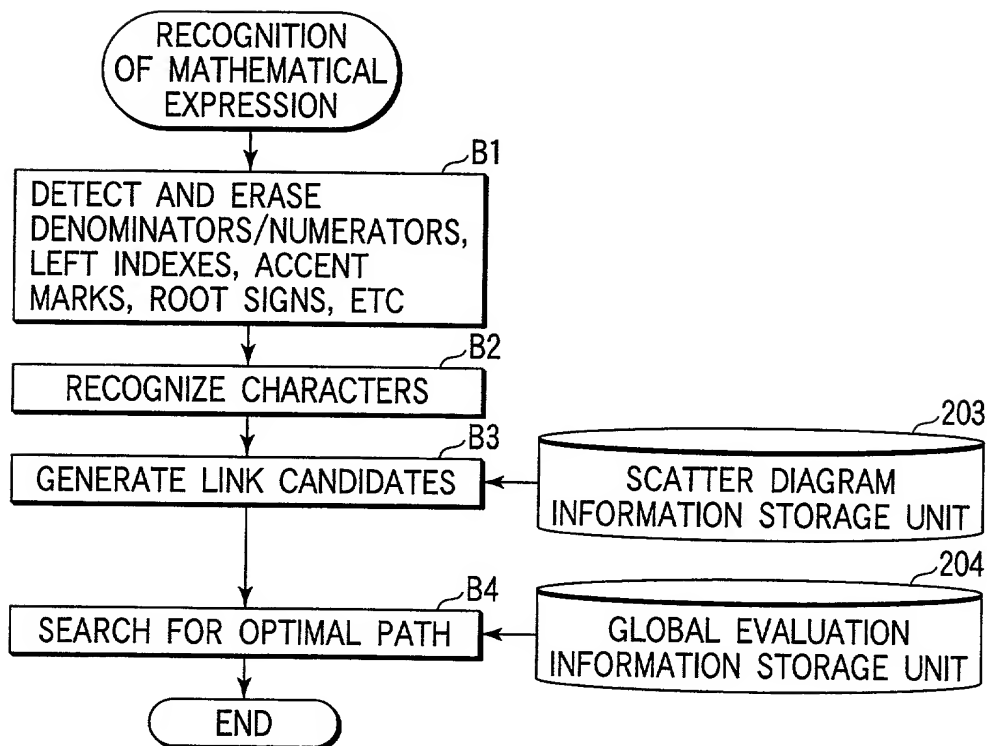 RECOGNITION
OF MATHEMATICAL
EXPRESSION
B1
DETECT AND ERASE
DENOMINATORS/NUMERATORS,
LEFT INDEXES, ACCENT
MARKS, ROOT SIGNS, ETC
B2
RECOGNIZE CHARACTERS
B3
GENERATE LINK CANDIDATES
203
SCATTER DIAGRAM
INFORMATION STORAGE UNIT
B4
SEARCH FOR OPTIMAL PATH
204
GLOBAL EVALUATION
INFORMATION STORAGE UNIT
END